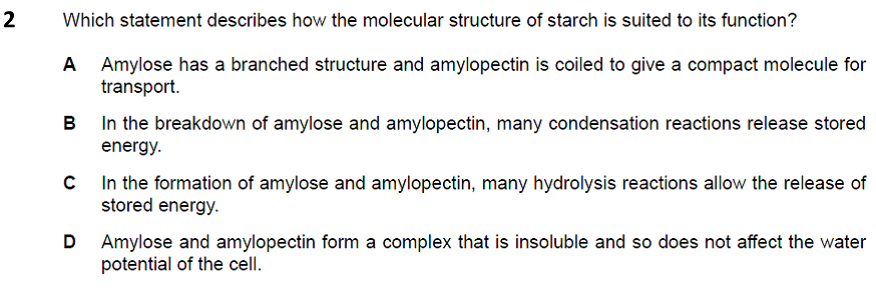 2 Which statement describes how the molecular structure of starch is suited to its function?
A Amylose has a branched structure and amylopectin is coiled to give a compact molecule for
transport.
B In the breakdown of amylose and amylopectin, many condensation reactions release stored
energy.
C In the formation of amylose and amylopectin, many hydrolysis reactions allow the release of
stored energy.
D Amylose and amylopectin form a complex that is insoluble and so does not affect the water
potential of the cell.